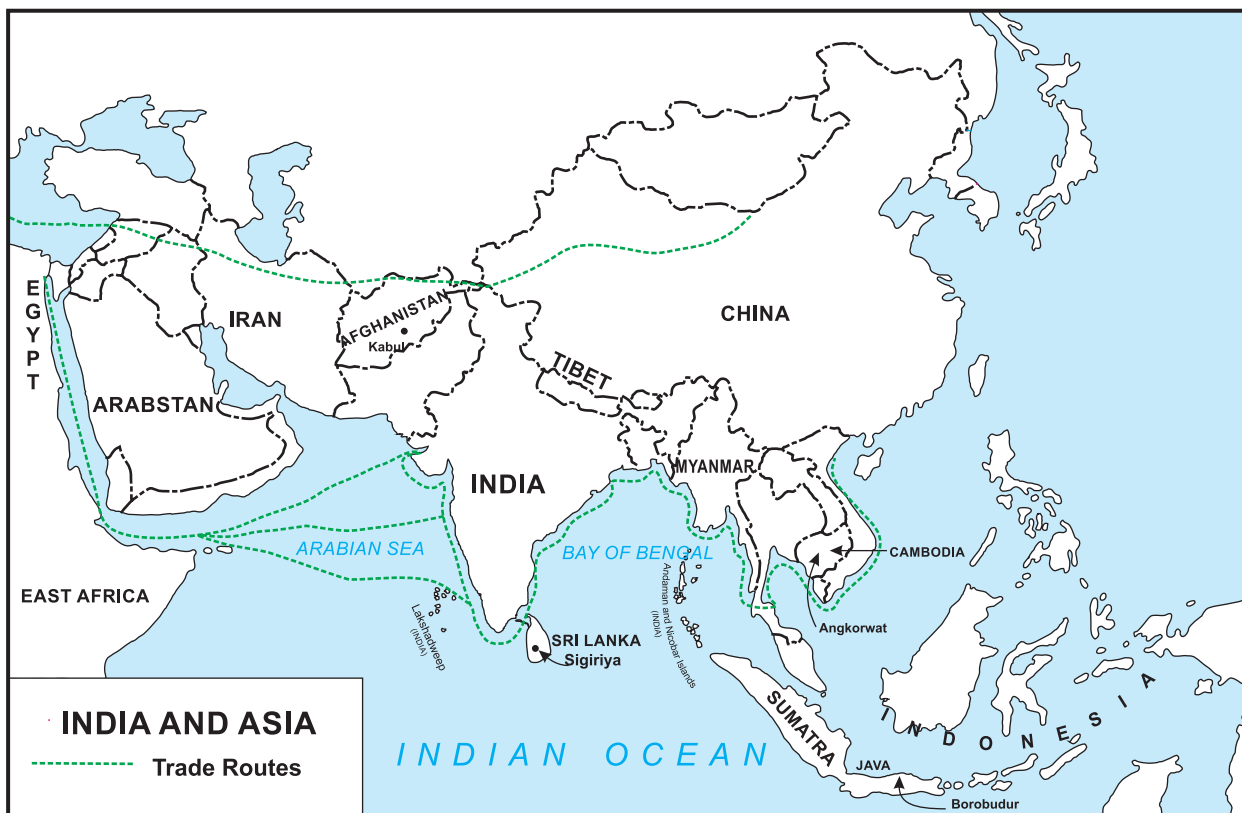 EGYPT
IRAN
AFGHANISTAN
Kabul
CHINA
TIBET
ARABSTAN
INDIA
MYANMAR
ARABIAN SEA
BAY OF BENGAL
CAMBODIA
EAST AFRICA
Lakshadweep
(INDIA)
Andaman and Nicobar Islands
(INDIA)
Angkorwat
SRI LANKA
Sigiriya
SUMATRA
INDONESIA
INDIAN OCEAN
JAVA
Borobudur
INDIA AND ASIA
Trade Routes